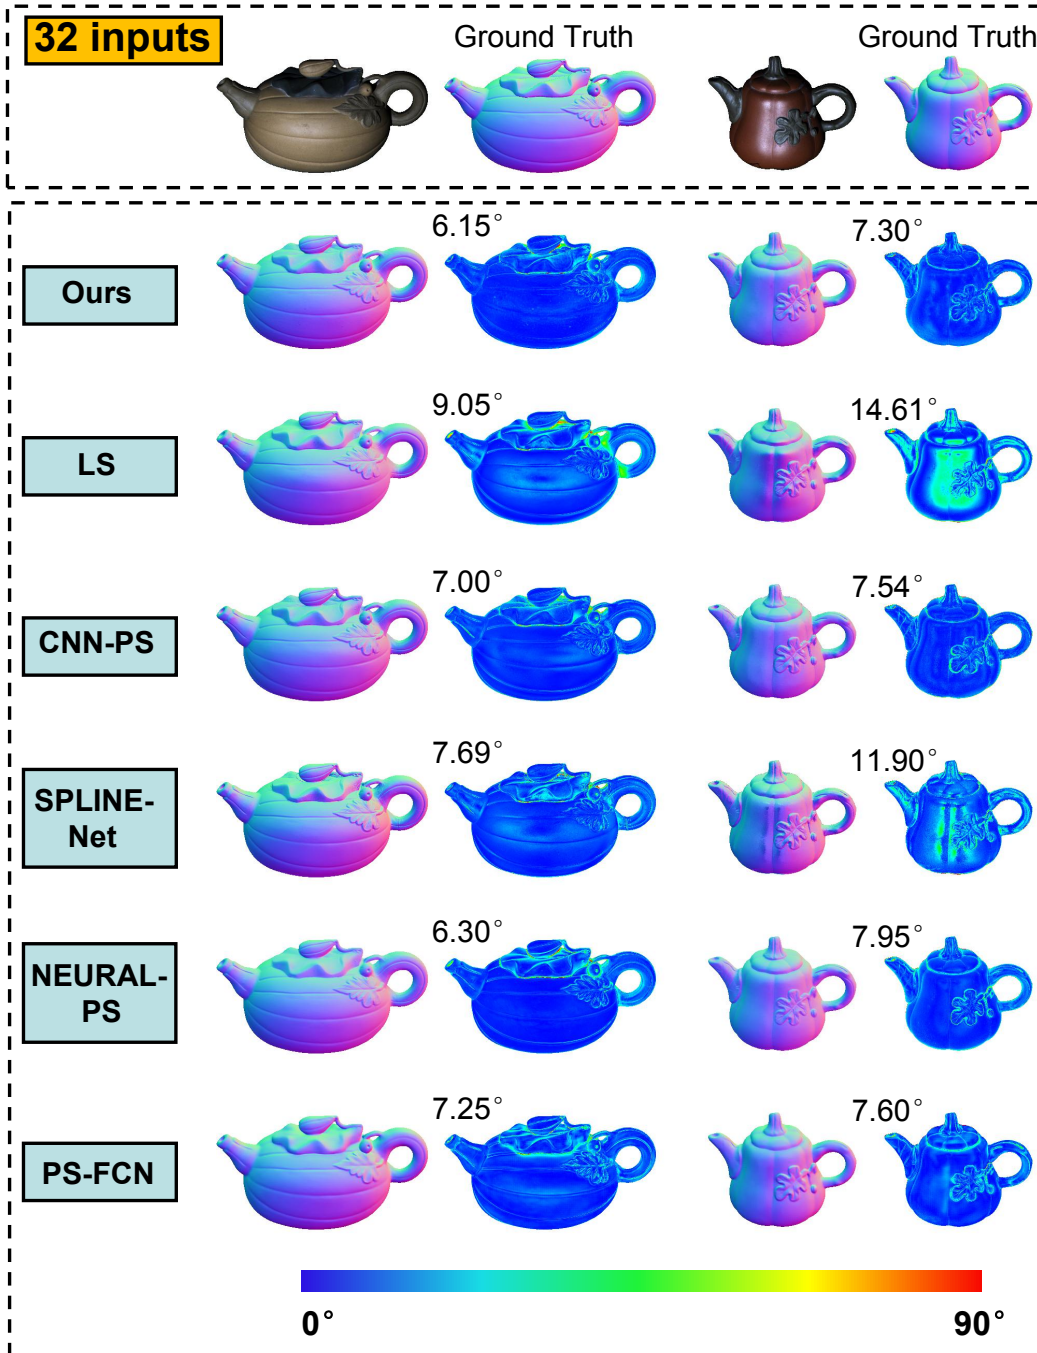 32 inputs
Ground Truth
Ground Truth
Ours
6.15°
7.30°
LS
9.05°
14.61°
CNN-PS
7.00°
7.54°
SPLINE-
Net
7.69°
11.90°
NEURAL-
PS
6.30°
7.95°
PS-FCN
7.25°
7.60°
0°
90°